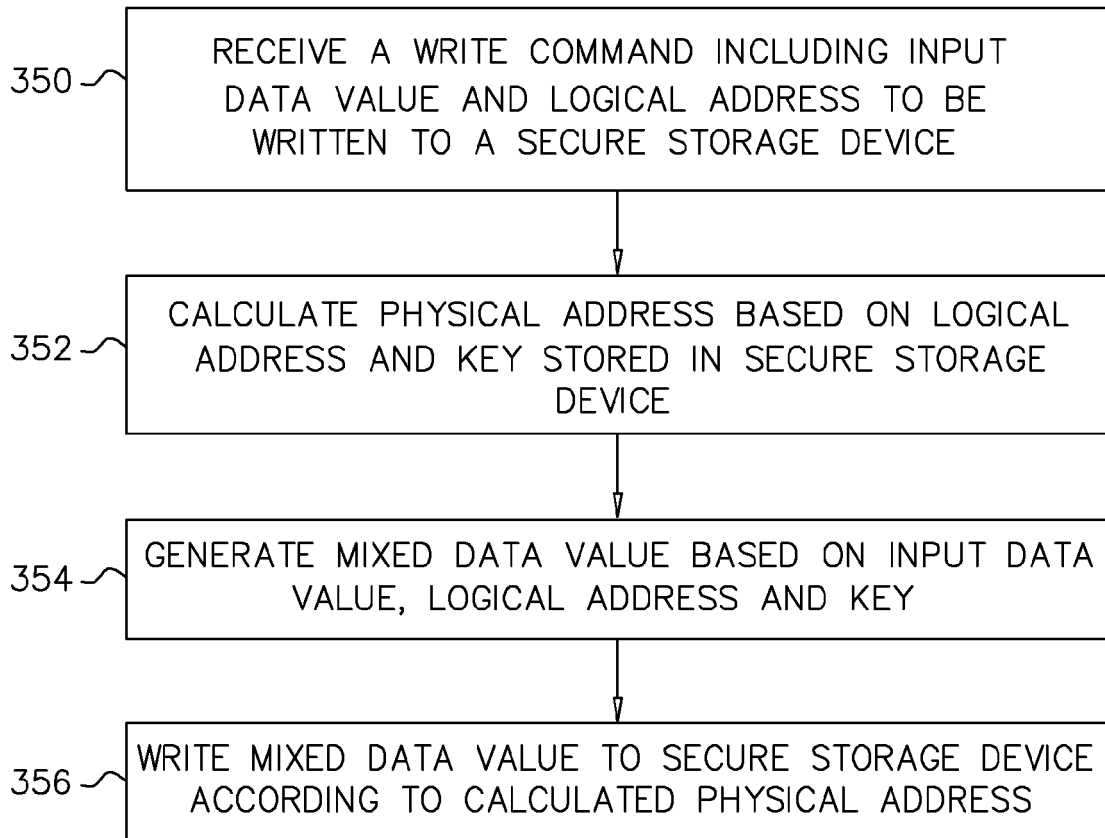 350
RECEIVE A WRITE COMMAND INCLUDING INPUT
DATA VALUE AND LOGICAL ADDRESS TO BE
WRITTEN TO A SECURE STORAGE DEVICE
352
CALCULATE PHYSICAL ADDRESS BASED ON LOGICAL
ADDRESS AND KEY STORED IN SECURE STORAGE
DEVICE
354
GENERATE MIXED DATA VALUE BASED ON INPUT DATA
VALUE, LOGICAL ADDRESS AND KEY
356
WRITE MIXED DATA VALUE TO SECURE STORAGE DEVICE
ACCORDING TO CALCULATED PHYSICAL ADDRESS